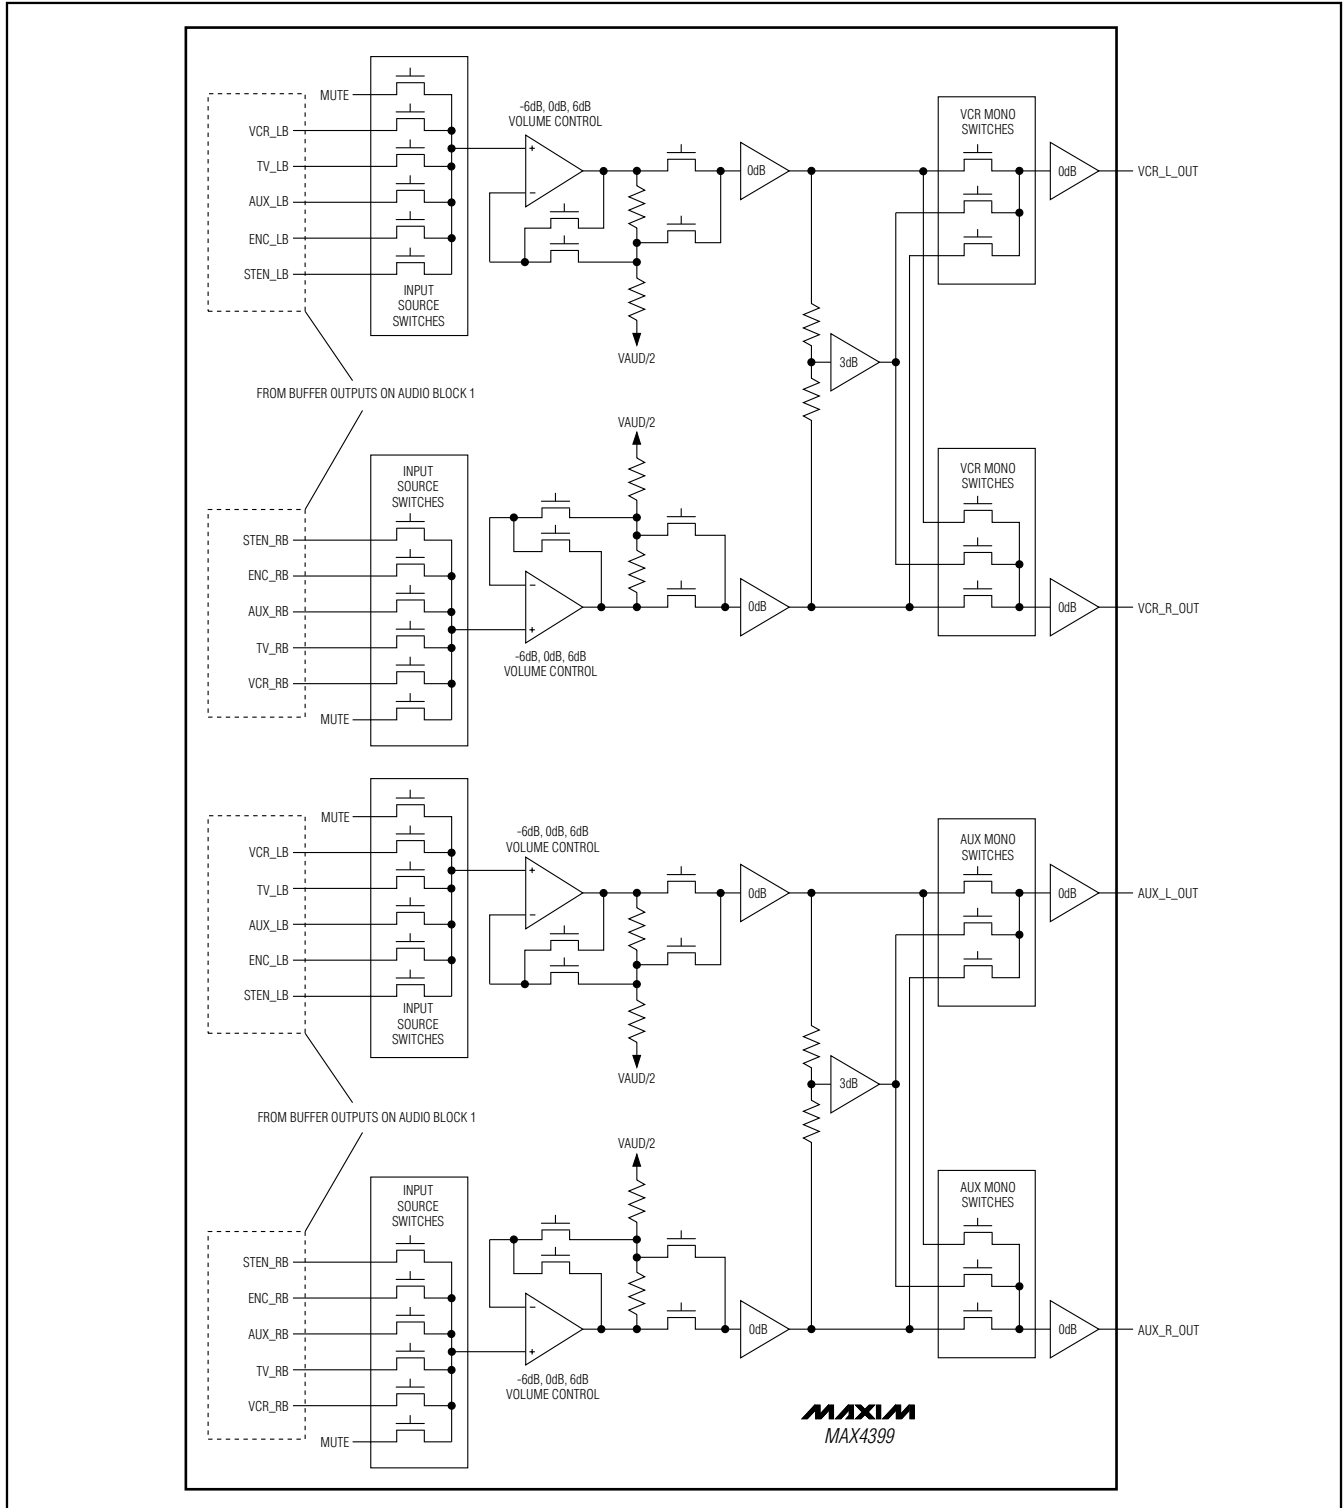 MUTE
VCR_LB
TV_LB
AUX_LB
ENC_LB
STEN_LB
INPUT
SOURCE
SWITCHES
-6dB, 0dB, 6dB
VOLUME CONTROL
VAUD/2
0dB
VCR MONO
SWITCHES
0dB
VCR_L_OUT
3dB
FROM BUFFER OUTPUTS ON AUDIO BLOCK 1
VAUD/2
INPUT
SOURCE
SWITCHES
STEN_RB
ENC_RB
AUX_RB
TV_RB
VCR_RB
MUTE
-6dB, 0dB, 6dB
VOLUME CONTROL
0dB
VCR MONO
SWITCHES
0dB
VCR_R_OUT
MUTE
VCR_LB
TV_LB
AUX_LB
ENC_LB
STEN_LB
INPUT
SOURCE
SWITCHES
-6dB, 0dB, 6dB
VOLUME CONTROL
VAUD/2
0dB
AUX MONO
SWITCHES
0dB
AUX_L_OUT
3dB
FROM BUFFER OUTPUTS ON AUDIO BLOCK 1
VAUD/2
INPUT
SOURCE
SWITCHES
STEN_RB
ENC_RB
AUX_RB
TV_RB
VCR_RB
MUTE
-6dB, 0dB, 6dB
VOLUME CONTROL
0dB
AUX MONO
SWITCHES
0dB
AUX_R_OUT
MAXIM
MAX4399